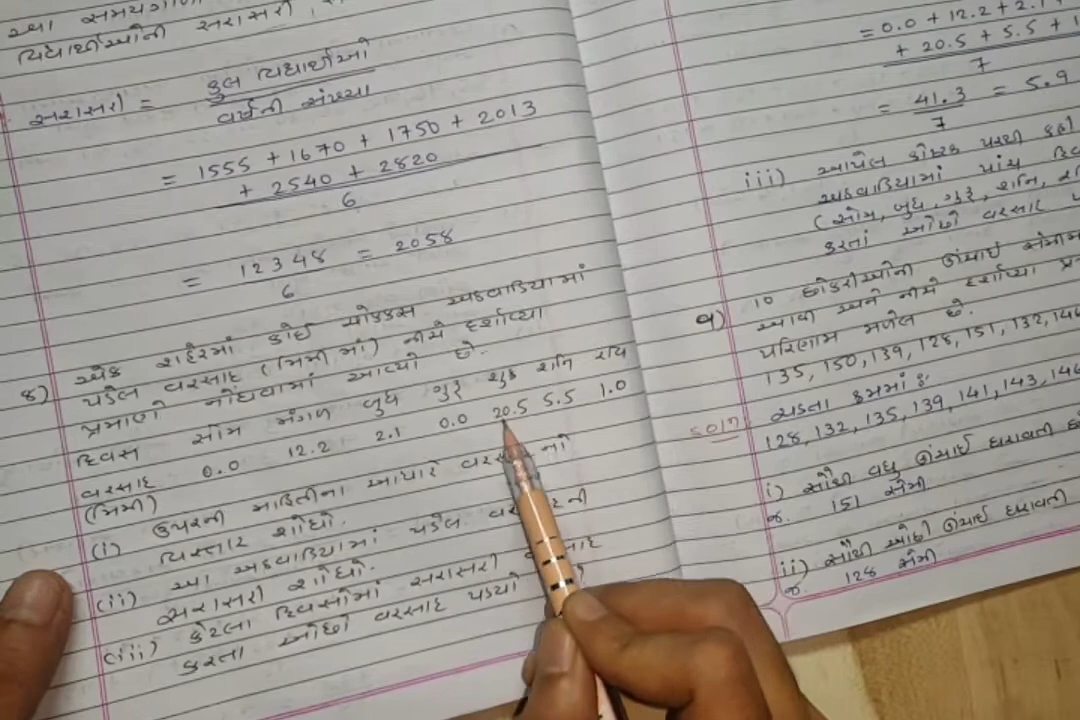 આ સમયગાળા
વિદ્યાર્થીઓની સરાસરી
સરાસરી = કુલ વિદ્યાર્થીઓ
વર્ષની સંખ્યા
= 1555 + 1670 + 1750 + 2013
+ 2540 + 2820
6
= 12348 = 2058
6
8) એક શહેરમાં કોઈ ચોક્કસ અઠવાડિયામાં
પડેલ વરસાદ (મિમી માં) નીચે દર્શાવ્યા
પ્રમાણે નોંધવામાં આવ્યો છે.
દિવસ સોમ મંગળ બુધ ગુરૂ શુક્ર શનિ રવિ
વરસાદ 0.0 12.2 2.1 0.0 20.5 5.5 1.0
(મિમી)
(i) ઉપરની માહિતીના આધારે
વિસ્તાર શોધો.
(ii) આ અઠવાડિયામાં પડેલ
સરાસરી શોધો.
(iii) કેટલા દિવસોમાં સરાસરી
કરતા ઓછો વરસાદ પડ્યો
= 0.0 + 12.2 + 2.1
+ 20.5 + 5.5 +
7
= 41.3 = 5.9
7
iii) આપેલ કોષ્ટક પરથી
અઠવાડિયામાં પાંચ
(સોમ, બુધ, ગુરૂ, શનિ,
કરતાં ઓછો વરસાદ
9) 10 છોકરીઓની ઊંચાઈ
આવી અને નીચે દર્શાવ્યા
પરિણામ મળેલ છે.
135, 150, 139, 128, 151, 132,
ચડતા ક્રમમાં :
128, 132, 135, 139, 141, 143, 146
i) સૌથી વધુ ઊંચાઈ ધરાવતી
જ. 151 સેમી
ii) સૌથી ઓછી ઊંચાઈ ધરાવતી
જ. 128 સેમી